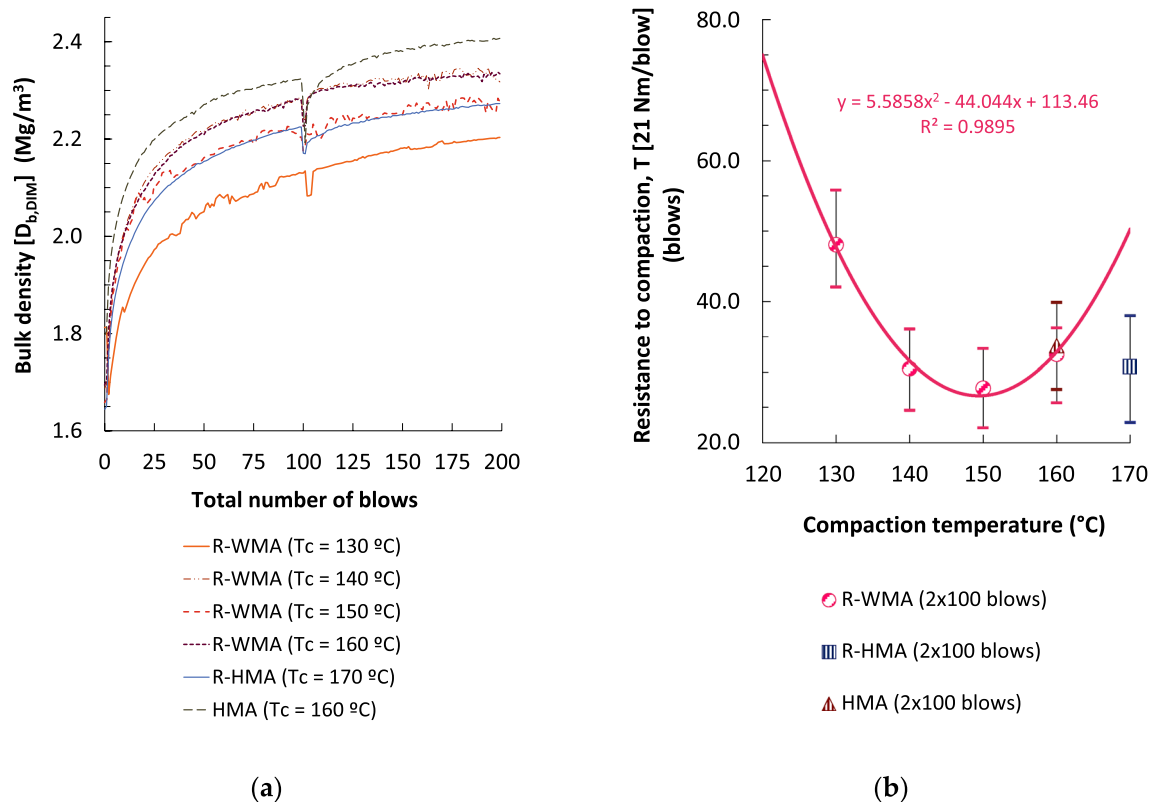 2.4
2.2
2.0
1.8
1.6
Bulk density [D_b,DIM] (Mg/m³)
0 25 50 75 100 125 150 175 200
Total number of blows
R-WMA (Tc = 130 ºC)
R-WMA (Tc = 140 ºC)
R-WMA (Tc = 150 ºC)
R-WMA (Tc = 160 ºC)
R-HMA (Tc = 170 ºC)
HMA (Tc = 160 ºC)
(a)
80.0
60.0
40.0
20.0
Resistance to compaction, T [21 Nm/blow]
(blows)
y = 5.5858x² - 44.044x + 113.46
R² = 0.9895
120 130 140 150 160 170
Compaction temperature (°C)
R-WMA (2x100 blows)
R-HMA (2x100 blows)
HMA (2x100 blows)
(b)